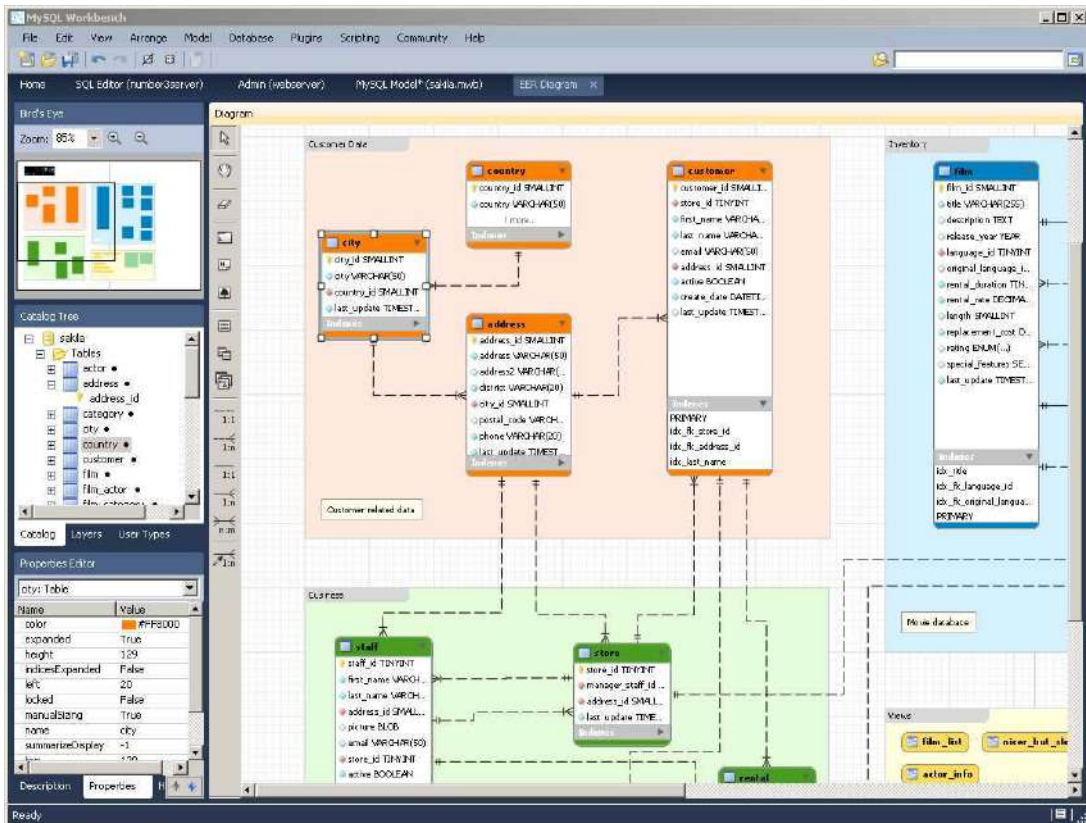 MySQL Workbench
File Edit View Arrange Model Database Plugins Scripting Community Help
Home SQL Editor (number3server) Admin (webserver) MySQL Model* (sakila.mwb) EER Diagram ×
Bird's Eye
Zoom: 85%
Catalog Tree
sakila
Tables
actor •
address •
address_id
category •
city •
country •
customer •
film •
film_actor •
film_category •
Catalog Layers User Types
Properties Editor
city: Table
Name Value
color #FF8000
expanded True
height 129
indicesExpanded False
left 20
locked False
manualSizing True
name city
summarizeDisplay -1
Description Properties H
Ready
Diagram
1:1
1:n
1:1
1:n
n:m
1:n
Customer Data
country
country_id SMALLINT
country VARCHAR(50)
1 more...
Indexes
city
city_id SMALLINT
city VARCHAR(50)
country_id SMALLINT
last_update TIMEST...
Indexes
address
address_id SMALLINT
address VARCHAR(50)
address2 VARCHAR(...
district VARCHAR(20)
city_id SMALLINT
postal_code VARCH...
phone VARCHAR(20)
last_update TIMEST...
Indexes
customer
customer_id SMALLI...
store_id TINYINT
first_name VARCHA...
last_name VARCHA...
email VARCHAR(50)
address_id SMALLINT
active BOOLEAN
create_date DATETI...
last_update TIMEST...
Indexes
PRIMARY
idx_fk_store_id
idx_fk_address_id
idx_last_name
Customer related data
Inventory
film
film_id SMALLINT
title VARCHAR(255)
description TEXT
release_year YEAR
language_id TINYINT
original_language_i...
rental_duration TIN...
rental_rate DECIMA...
length SMALLINT
replacement_cost D...
rating ENUM(...)
special_features SE...
last_update TIMEST...
Indexes
idx_title
idx_fk_language_id
idx_fk_original_langua...
PRIMARY
Movie database
Business
staff
staff_id TINYINT
first_name VARCH...
last_name VARCH...
address_id SMALL...
picture BLOB
email VARCHAR(50)
store_id TINYINT
active BOOLEAN
store
store_id TINYINT
manager_staff_id ...
address_id SMALL...
last_update TIME...
Indexes
rental
Views
film_list
actor_info